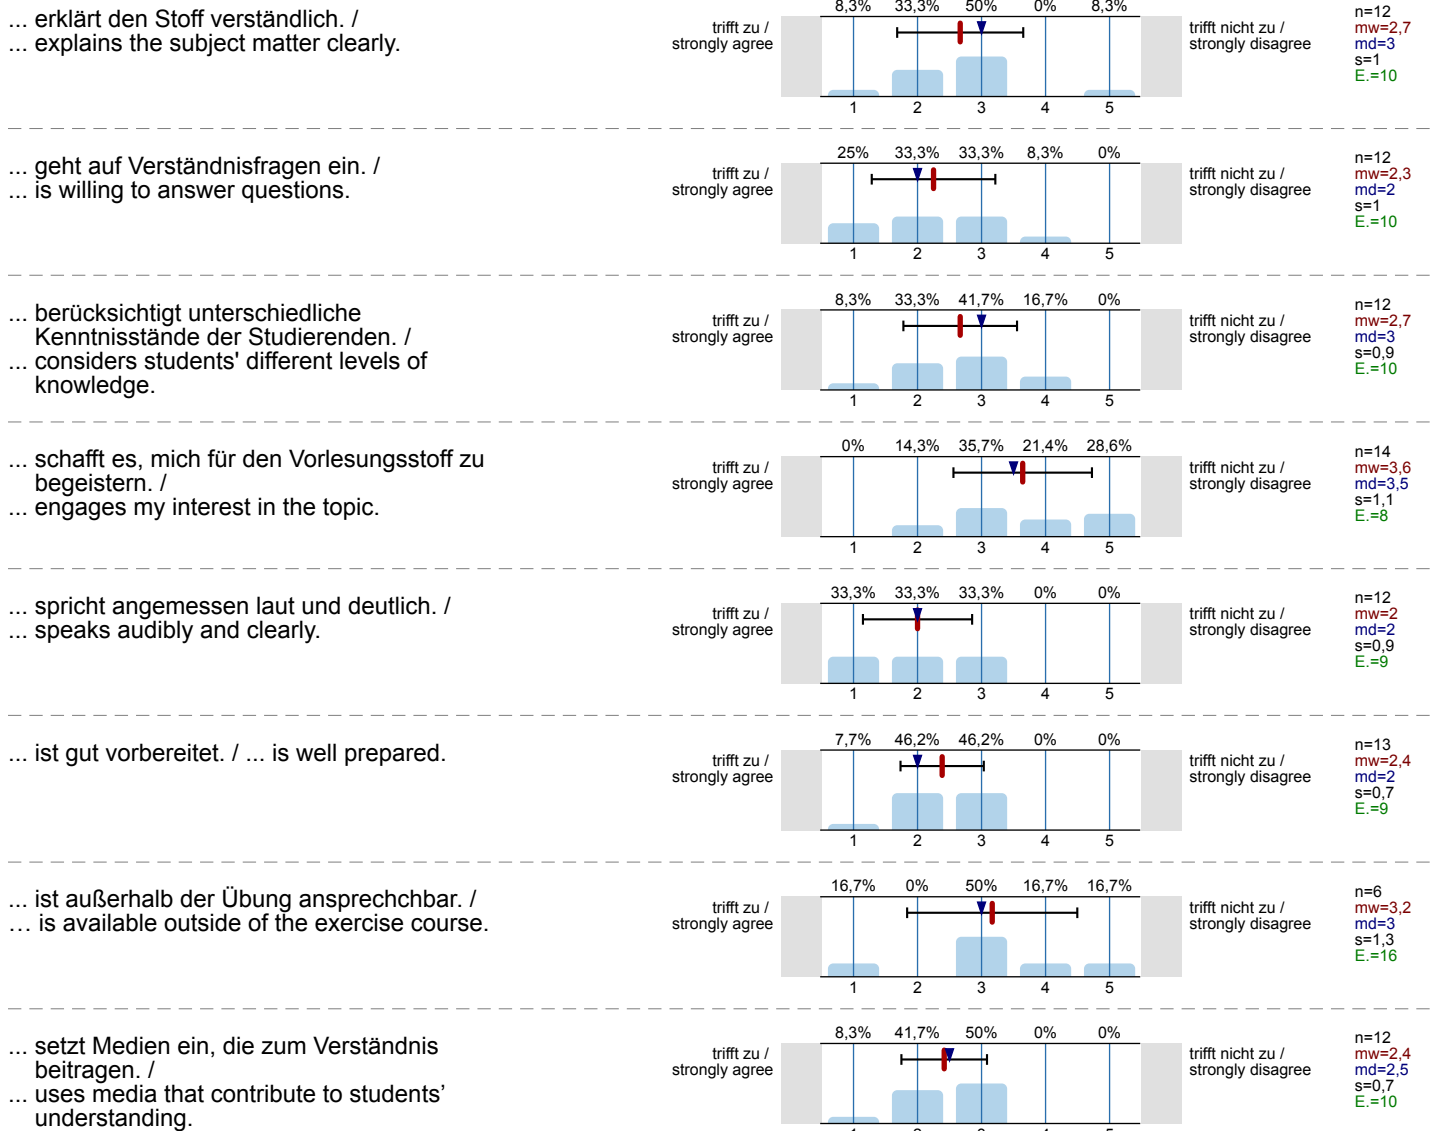 ... erklärt den Stoff verständlich. /
... explains the subject matter clearly.
trifft zu /
strongly agree
8,3% 33,3% 50% 0% 8,3%
1 2 3 4 5
trifft nicht zu /
strongly disagree
n=12
mw=2,7
md=3
s=1
E.=10
... geht auf Verständnisfragen ein. /
... is willing to answer questions.
trifft zu /
strongly agree
25% 33,3% 33,3% 8,3% 0%
1 2 3 4 5
trifft nicht zu /
strongly disagree
n=12
mw=2,3
md=2
s=1
E.=10
... berücksichtigt unterschiedliche
Kenntnisstände der Studierenden. /
... considers students' different levels of
knowledge.
trifft zu /
strongly agree
8,3% 33,3% 41,7% 16,7% 0%
1 2 3 4 5
trifft nicht zu /
strongly disagree
n=12
mw=2,7
md=3
s=0,9
E.=10
... schafft es, mich für den Vorlesungsstoff zu
begeistern. /
... engages my interest in the topic.
trifft zu /
strongly agree
0% 14,3% 35,7% 21,4% 28,6%
1 2 3 4 5
trifft nicht zu /
strongly disagree
n=14
mw=3,6
md=3,5
s=1,1
E.=8
... spricht angemessen laut und deutlich. /
... speaks audibly and clearly.
trifft zu /
strongly agree
33,3% 33,3% 33,3% 0% 0%
1 2 3 4 5
trifft nicht zu /
strongly disagree
n=12
mw=2
md=2
s=0,9
E.=9
... ist gut vorbereitet. / ... is well prepared.
trifft zu /
strongly agree
7,7% 46,2% 46,2% 0% 0%
1 2 3 4 5
trifft nicht zu /
strongly disagree
n=13
mw=2,4
md=2
s=0,7
E.=9
... ist außerhalb der Übung ansprechchbar. /
… is available outside of the exercise course.
trifft zu /
strongly agree
16,7% 0% 50% 16,7% 16,7%
1 2 3 4 5
trifft nicht zu /
strongly disagree
n=6
mw=3,2
md=3
s=1,3
E.=16
... setzt Medien ein, die zum Verständnis
beitragen. /
... uses media that contribute to students’
understanding.
trifft zu /
strongly agree
8,3% 41,7% 50% 0% 0%
trifft nicht zu /
strongly disagree
n=12
mw=2,4
md=2,5
s=0,7
E.=10